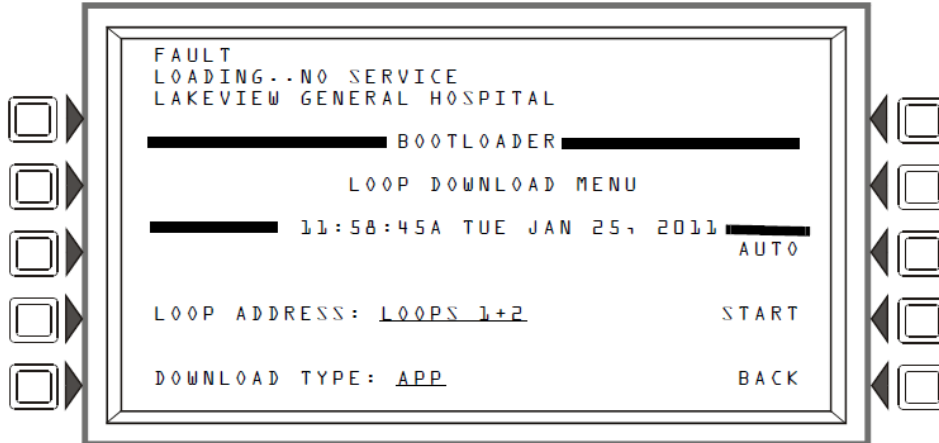 FAULT
LOADING..NO SERVICE
LAKEVIEW GENERAL HOSPITAL
BOOTLOADER
LOOP DOWNLOAD MENU
11:58:45A TUE JAN 25, 2011
AUTO
LOOP ADDRESS: LOOPS 1+2 START
DOWNLOAD TYPE: APP BACK